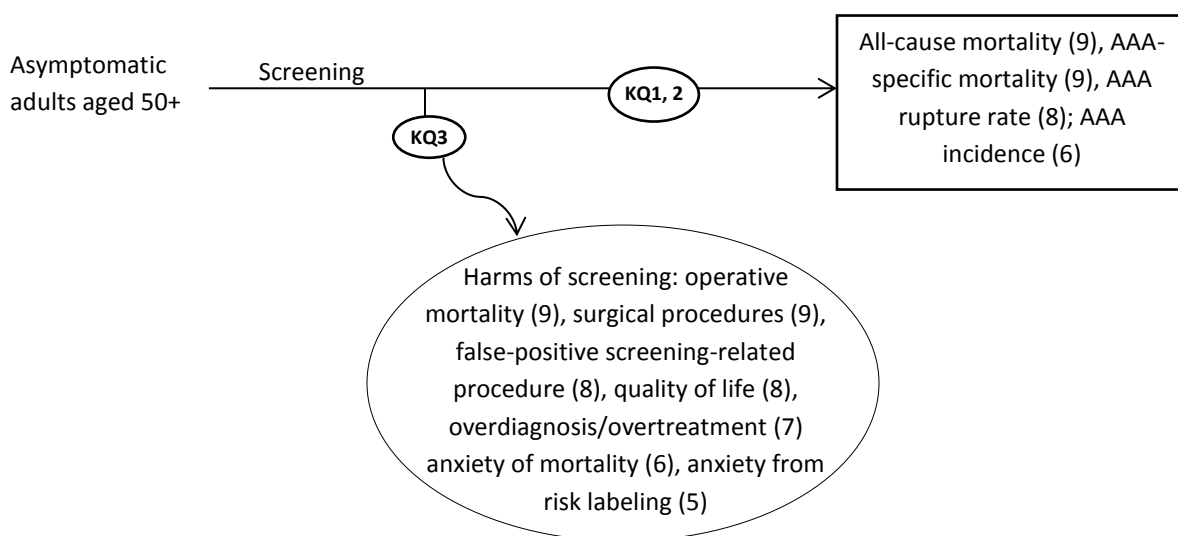 Asymptomatic
adults aged 50+
Screening
KQ1, 2
KQ3
All-cause mortality (9), AAA-
specific mortality (9), AAA
rupture rate (8); AAA
incidence (6)
Harms of screening: operative
mortality (9), surgical procedures (9),
false-positive screening-related
procedure (8), quality of life (8),
overdiagnosis/overtreatment (7)
anxiety of mortality (6), anxiety from
risk labeling (5)